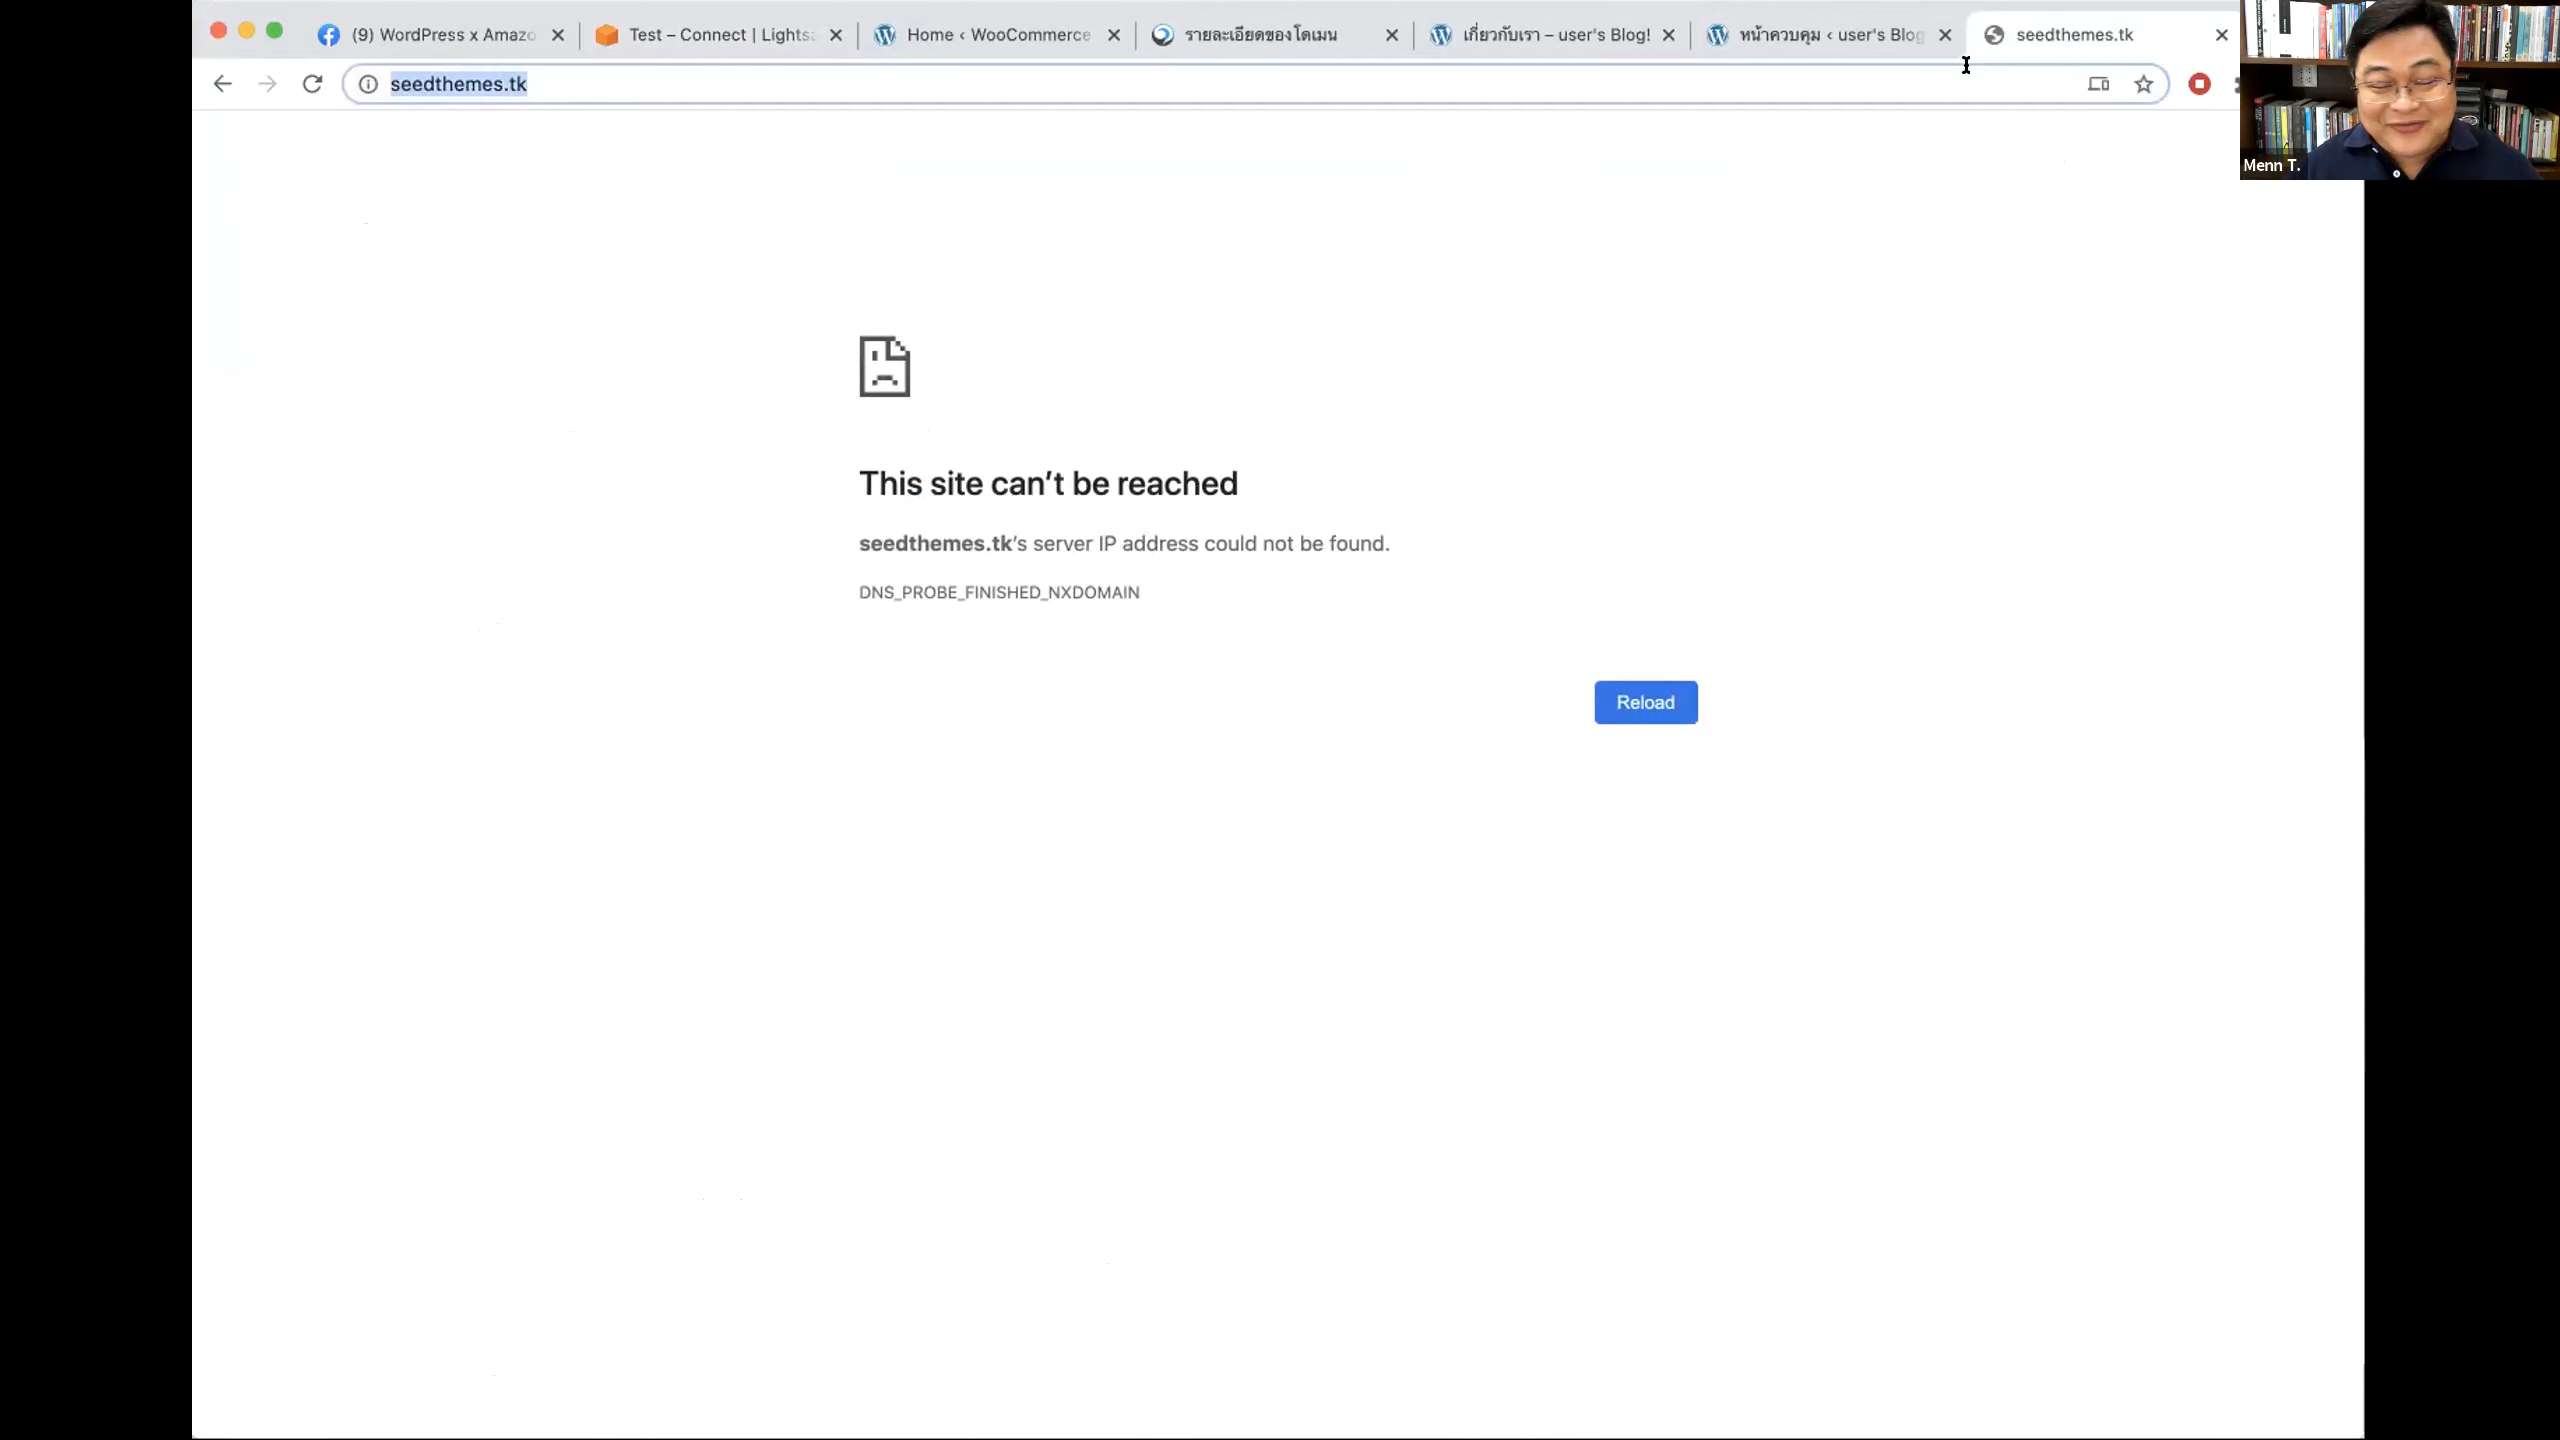 (9) WordPress x Amazo
Test – Connect | Lights
Home ‹ WooCommerce
รายละเอียดของโดเมน
เกี่ยวกับเรา – user's Blog!
หน้าควบคุม ‹ user's Blog
seedthemes.tk
seedthemes.tk
Menn T.
This site can't be reached
seedthemes.tk's server IP address could not be found.
DNS_PROBE_FINISHED_NXDOMAIN
Reload